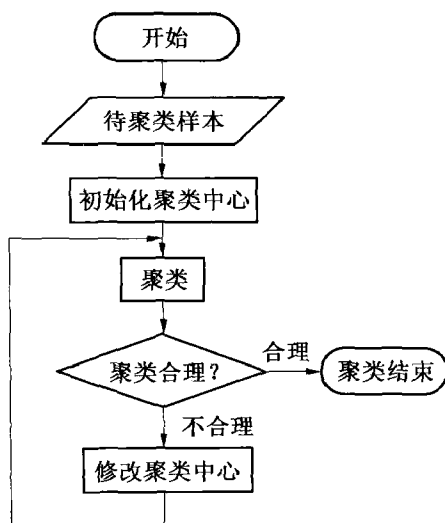 开始
待聚类样本
初始化聚类中心
聚类
聚类合理？
合理
聚类结束
不合理
修改聚类中心